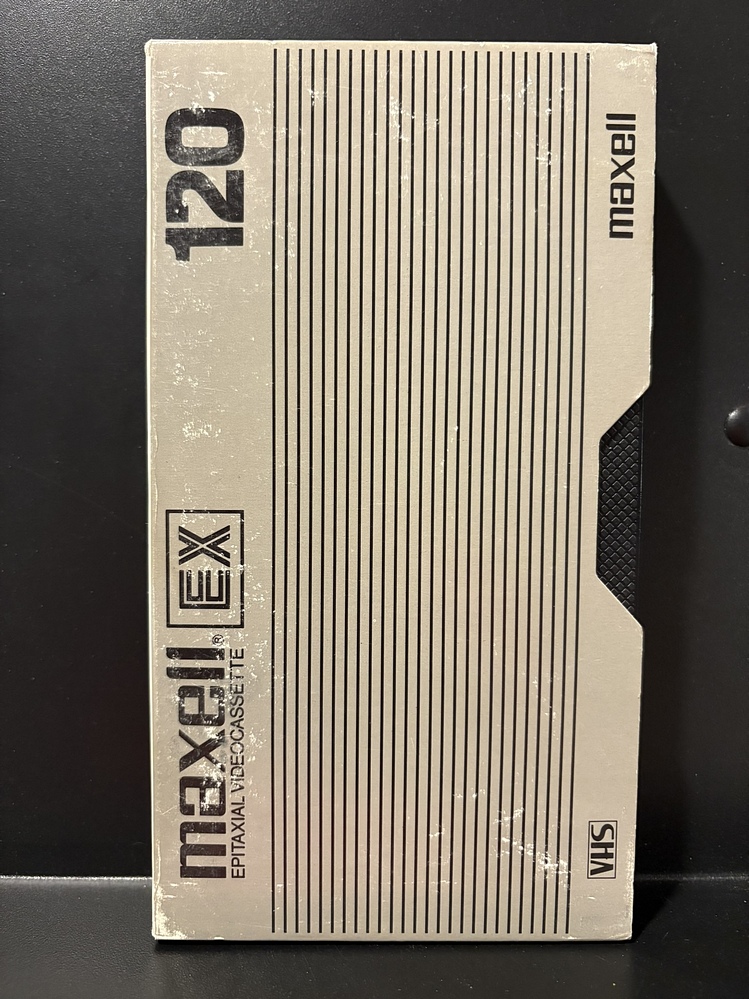 maxell® EX 120
EPITAXIAL VIDEOCASSETTE
VHS maxell